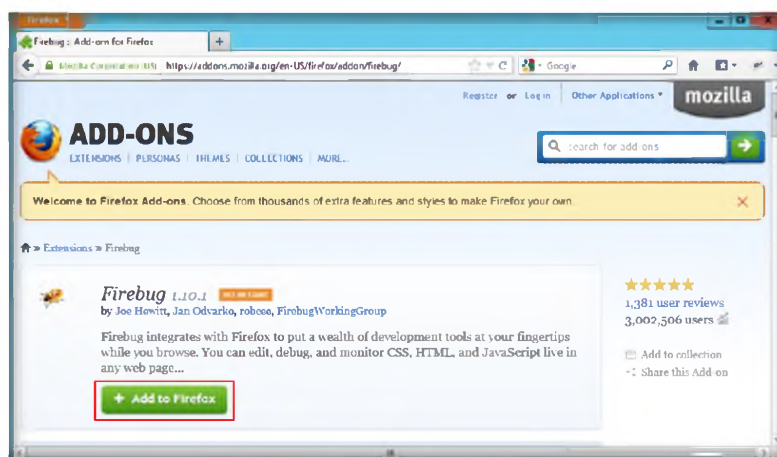 Firefox
Firebug :: Add-ons for Firefox
+
Mozilla Corporation (US) https://addons.mozilla.org/en-US/firefox/addon/firebug/
Google
Register or Log in
Other Applications
mozilla
ADD-ONS
EXTENSIONS | PERSONAS | THEMES | COLLECTIONS | MORE...
search for add-ons
Welcome to Firefox Add-ons. Choose from thousands of extra features and styles to make Firefox your own.
» Extensions » Firebug
Firebug 1.10.1
by Joe Hewitt, Jan Odvarko, robcee, FirebugWorkingGroup
Firebug integrates with Firefox to put a wealth of development tools at your fingertips
while you browse. You can edit, debug, and monitor CSS, HTML, and JavaScript live in
any web page...
+ Add to Firefox
1,381 user reviews
3,002,506 users
Add to collection
Share this Add-on